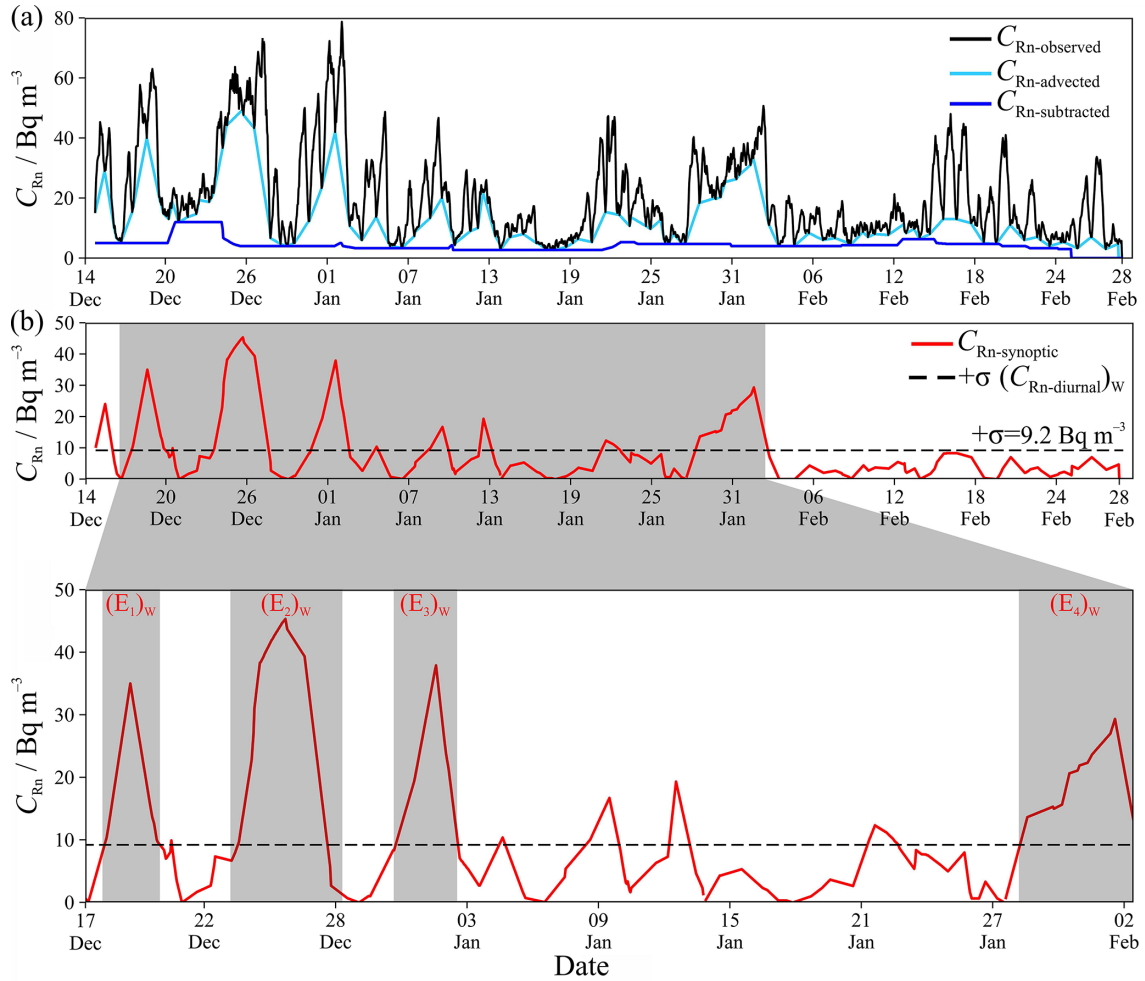 (a)
80
60
40
20
0
C_Rn / Bq m⁻³
C_Rn-observed
C_Rn-advected
C_Rn-subtracted
14 20 26 01 07 13 19 25 31 06 12 18 24 28
Dec Dec Dec Jan Jan Jan Jan Jan Jan Feb Feb Feb Feb Feb
(b)
50
40
30
20
10
0
C_Rn / Bq m⁻³
C_Rn-synoptic
+σ (C_Rn-diurnal)_W
+σ=9.2 Bq m⁻³
14 20 26 01 07 13 19 25 31 06 12 18 24 28
Dec Dec Dec Jan Jan Jan Jan Jan Jan Feb Feb Feb Feb Feb
50
40
30
20
10
0
C_Rn / Bq m⁻³
(E₁)_W (E₂)_W (E₃)_W (E₄)_W
17 22 28 03 09 15 21 27 02
Dec Dec Dec Jan Jan Jan Jan Jan Feb
Date